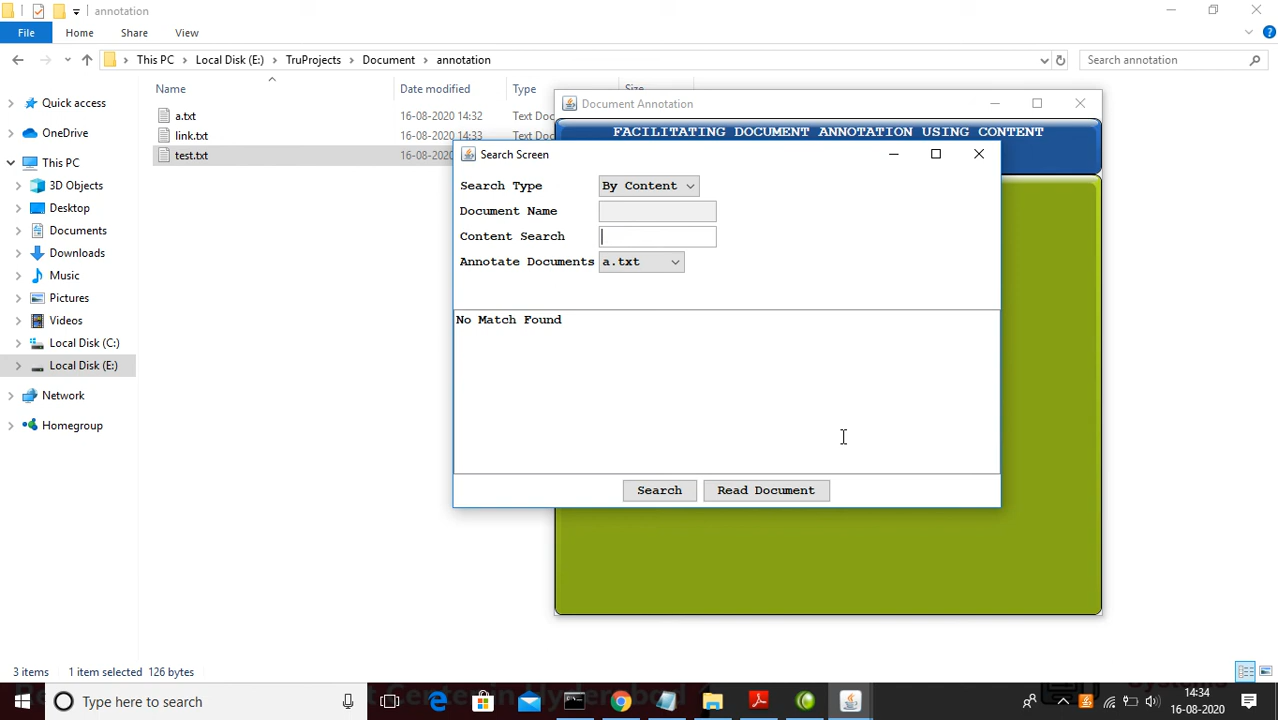 annotation
File Home Share View
This PC Local Disk (E:) TruProjects Document annotation
Search annotation
Name Date modified Type Size
Quick access
OneDrive
This PC
3D Objects
Desktop
Documents
Downloads
Music
Pictures
Videos
Local Disk (C:)
Local Disk (E:)
Network
Homegroup
a.txt 16-08-2020 14:32 Text Doc
link.txt 16-08-2020 14:33 Text Doc
test.txt 16-08-2020
Document Annotation
FACILITATING DOCUMENT ANNOTATION USING CONTENT
Search Screen
Search Type By Content
Document Name
Content Search
Annotate Documents a.txt
No Match Found
Search Read Document
3 items 1 item selected 126 bytes
Type here to search
14:34
16-08-2020